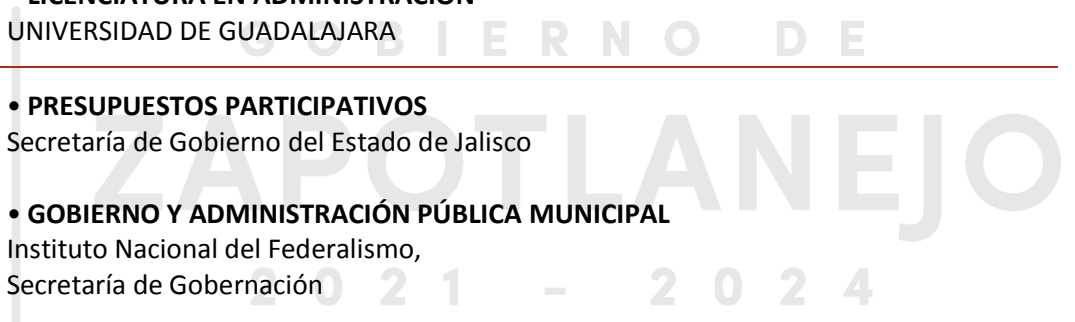 LICENCIATURA EN ADMINISTRACIÓN
UNIVERSIDAD DE GUADALAJARA
GOBIERNO DE
• PRESUPUESTOS PARTICIPATIVOS
Secretaría de Gobierno del Estado de Jalisco
ZAPOTLANEJO
• GOBIERNO Y ADMINISTRACIÓN PÚBLICA MUNICIPAL
Instituto Nacional del Federalismo,
Secretaría de Gobernación
2021 - 2024